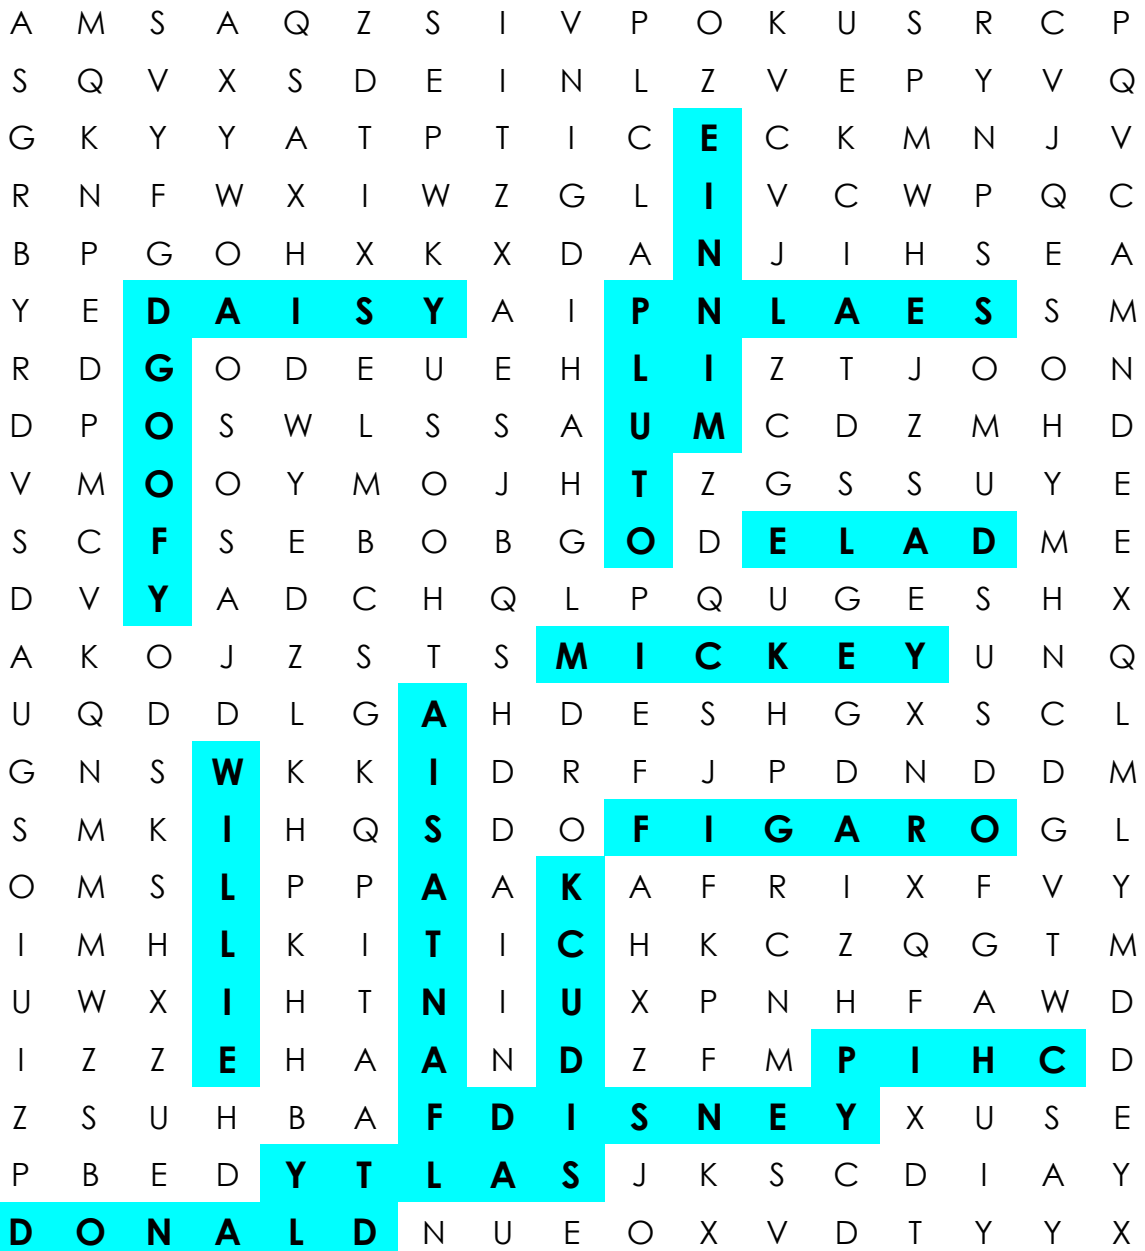 A M S A Q Z S I V P O K U S R C P
S Q V X S D E I N L Z V E P Y V Q
G K Y Y A T P T I C E C K M N J V
R N F W X I W Z G L I V C W P Q C
B P G O H X K X D A N J I H S E A
Y E D A I S Y A I P N L A E S S M
R D G O D E U E H L I Z T J O O N
D P O S W L S S A U M C D Z M H D
V M O O Y M O J H T Z G S S U Y E
S C F S E B O B G O D E L A D M E
D V Y A D C H Q L P Q U G E S H X
A K O J Z S T S M I C K E Y U N Q
U Q D D L G A H D E S H G X S C L
G N S W K K I D R F J P D N D D M
S M K I H Q S D O F I G A R O G L
O M S L P P A A K A F R I X F V Y
I M H L K I T I C H K C Z Q G T M
U W X I H T N I U X P N H F A W D
I Z Z E H A A N D Z F M P I H C D
Z S U H B A F D I S N E Y X U S E
P B E D Y T L A S J K S C D I A Y
D O N A L D N U E O X V D T Y Y X